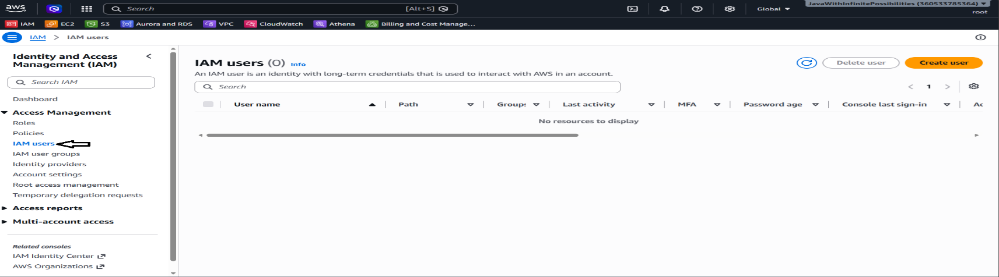 aws
Search [Alt+S]
Global
JavaWithInfinitePossibilities (360533785364)
root
IAM EC2 S3 Aurora and RDS VPC CloudWatch Athena Billing and Cost Manage...
IAM > IAM users
Identity and Access
Management (IAM)
<
Search IAM
Dashboard
Access Management
Roles
Policies
IAM users
IAM user groups
Identity providers
Account settings
Root access management
Temporary delegation requests
Access reports
Multi-account access
Related consoles
IAM Identity Center
AWS Organizations
IAM users (0) Info
Delete user
Create user
An IAM user is an identity with long-term credentials that is used to interact with AWS in an account.
Search
< 1 >
User name Path Groups Last activity MFA Password age Console last sign-in Ac
No resources to display